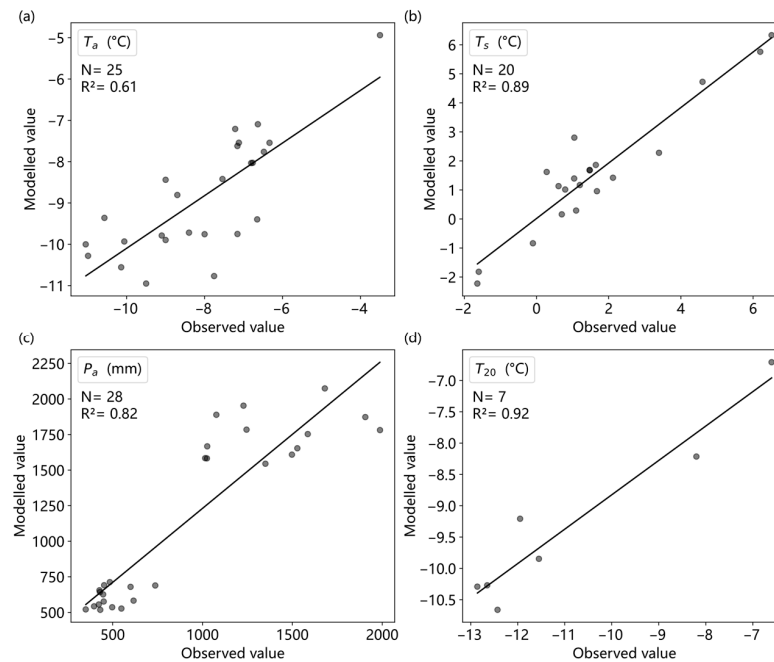 (a)
T_a (°C)
N= 25
R²= 0.61
Modelled value
−5
−6
−7
−8
−9
−10
−11
−10
−8
−6
−4
Observed value
(b)
T_s (°C)
N= 20
R²= 0.89
Modelled value
6
5
4
3
2
1
0
−1
−2
−2
0
2
4
6
Observed value
(c)
P_a (mm)
N= 28
R²= 0.82
Modelled value
2250
2000
1750
1500
1250
1000
750
500
500
1000
1500
2000
Observed value
(d)
T_20 (°C)
N= 7
R²= 0.92
Modelled value
−7.0
−7.5
−8.0
−8.5
−9.0
−9.5
−10.0
−10.5
−13
−12
−11
−10
−9
−8
−7
Observed value